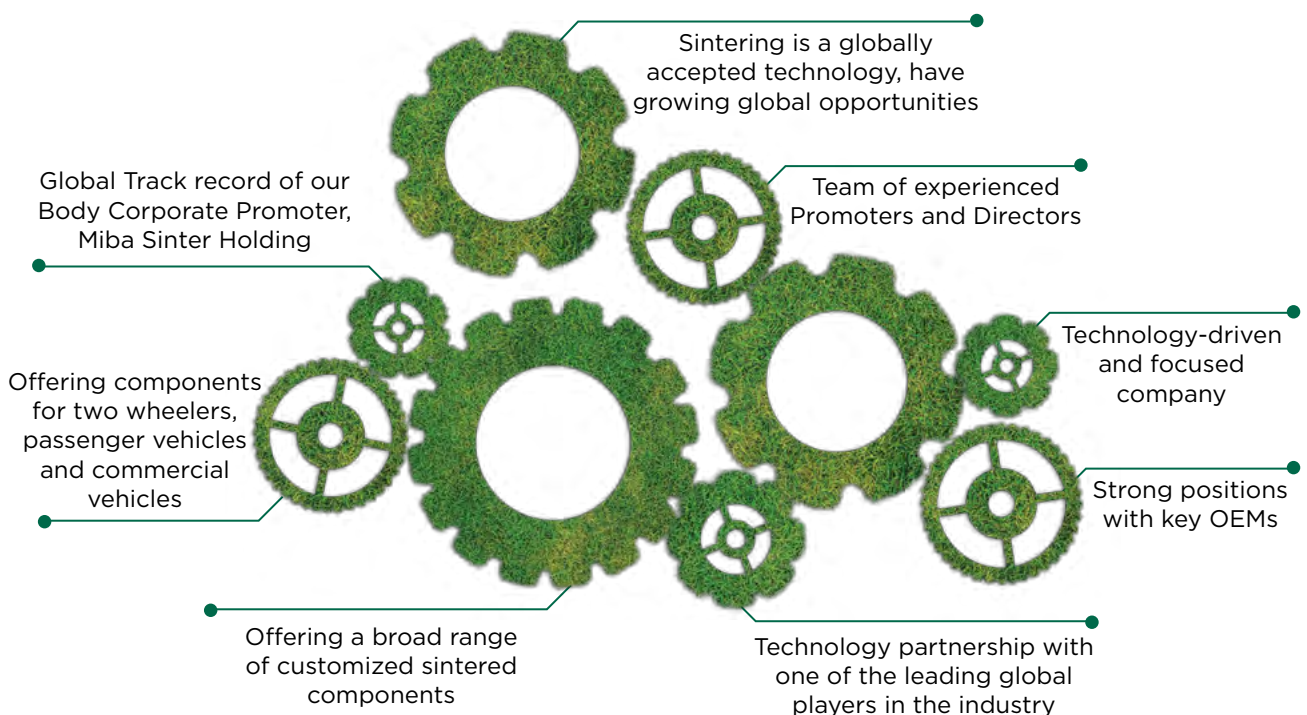 Sintering is a globally
accepted technology, have
growing global opportunities
Global Track record of our
Body Corporate Promoter,
Miba Sinter Holding
Team of experienced
Promoters and Directors
Technology-driven
and focused
company
Offering components
for two wheelers,
passenger vehicles
and commercial
vehicles
Strong positions
with key OEMs
Offering a broad range
of customized sintered
components
Technology partnership with
one of the leading global
players in the industry